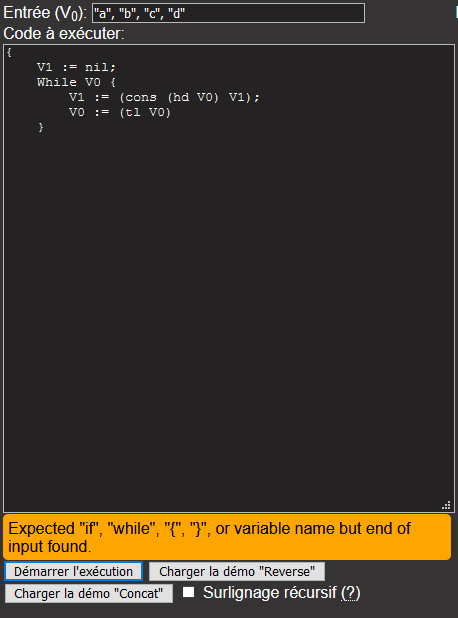 Entrée (V₀): "a", "b", "c", "d"
Code à exécuter:
{
    V1 := nil;
    While V0 {
        V1 := (cons (hd V0) V1);
        V0 := (tl V0)
    }
Expected "if", "while", "{", "}", or variable name but end of
input found.
Démarrer l'exécution Charger la démo "Reverse"
Charger la démo "Concat" Surlignage récursif (?)